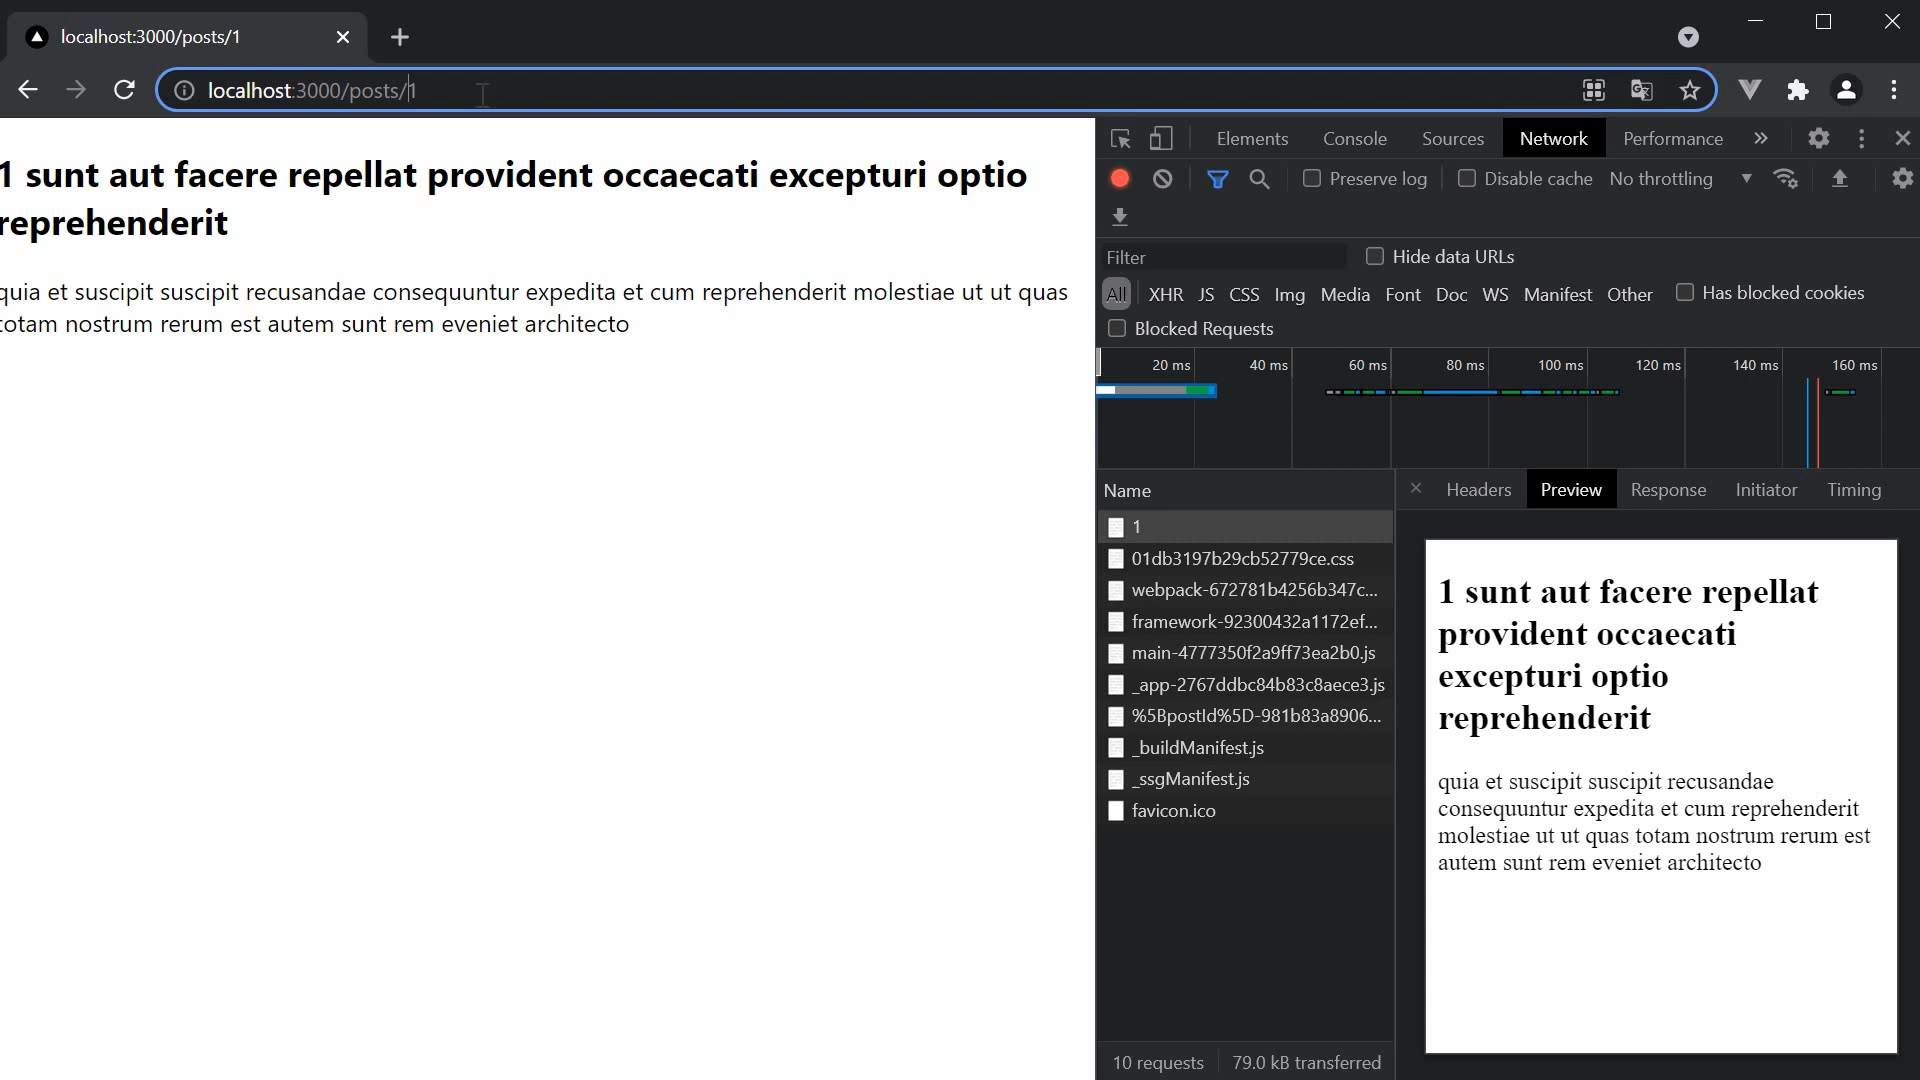 localhost:3000/posts/1
localhost:3000/posts/1
1 sunt aut facere repellat provident occaecati excepturi optio
reprehenderit
quia et suscipit suscipit recusandae consequuntur expedita et cum reprehenderit molestiae ut ut quas
totam nostrum rerum est autem sunt rem eveniet architecto
Elements Console Sources Network Performance
Preserve log Disable cache No throttling
Filter Hide data URLs
All XHR JS CSS Img Media Font Doc WS Manifest Other Has blocked cookies
Blocked Requests
20 ms 40 ms 60 ms 80 ms 100 ms 120 ms 140 ms 160 ms
Name
1
01db3197b29cb52779ce.css
webpack-672781b4256b347c...
framework-92300432a1172ef...
main-4777350f2a9ff73ea2b0.js
_app-2767ddbc84b83c8aece3.js
%5BpostId%5D-981b83a8906...
_buildManifest.js
_ssgManifest.js
favicon.ico
10 requests 79.0 kB transferred
Headers Preview Response Initiator Timing
1 sunt aut facere repellat
provident occaecati
excepturi optio
reprehenderit
quia et suscipit suscipit recusandae
consequuntur expedita et cum reprehenderit
molestiae ut ut quas totam nostrum rerum est
autem sunt rem eveniet architecto